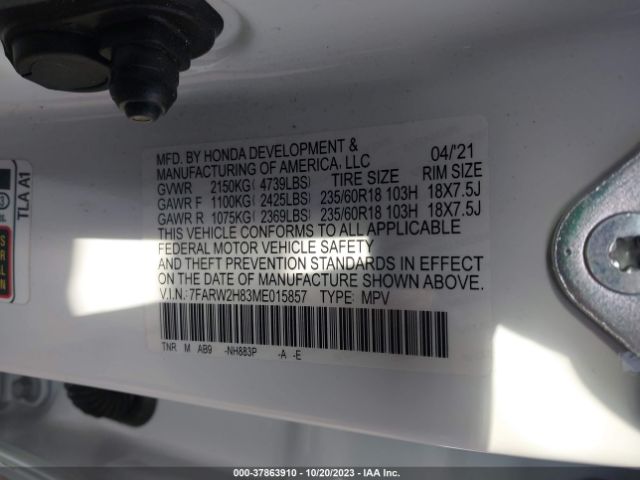 MFD. BY HONDA DEVELOPMENT &
MANUFACTURING OF AMERICA, LLC 04/'21
GVWR 2150KG( 4739LBS) TIRE SIZE RIM SIZE
GAWR F 1100KG( 2425LBS) 235/60R18 103H 18X7.5J
GAWR R 1075KG( 2369LBS) 235/60R18 103H 18X7.5J
THIS VEHICLE CONFORMS TO ALL APPLICABLE
FEDERAL MOTOR VEHICLE SAFETY
AND THEFT PREVENTION STANDARDS IN EFFECT
ON THE DATE OF MANUFACTURE SHOWN ABOVE.
V.I.N.: 7FARW2H83ME015857 TYPE: MPV
TNR M AB9 -NH883P -A -E
TLA A1
000-37863910 - 10/20/2023 - IAA Inc.